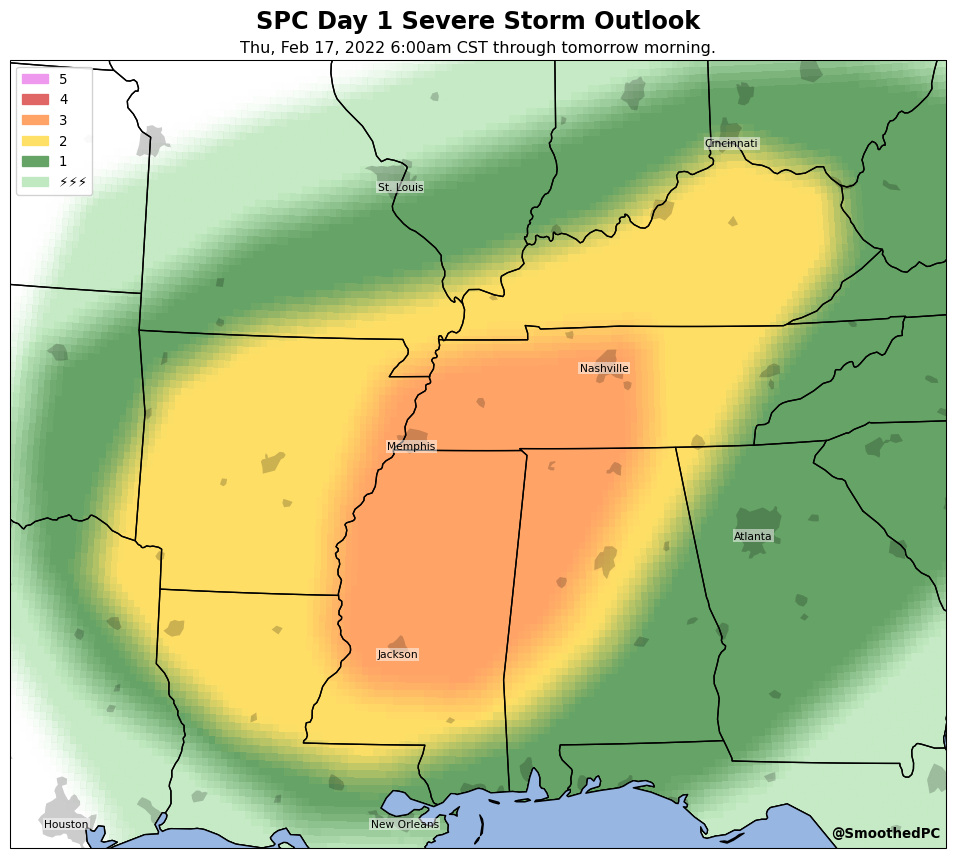 SPC Day 1 Severe Storm Outlook
Thu, Feb 17, 2022 6:00am CST through tomorrow morning.
5
4
3
2
1
⚡⚡⚡
Cincinnati
St. Louis
Nashville
Memphis
Atlanta
Jackson
Houston
New Orleans
@SmoothedPC